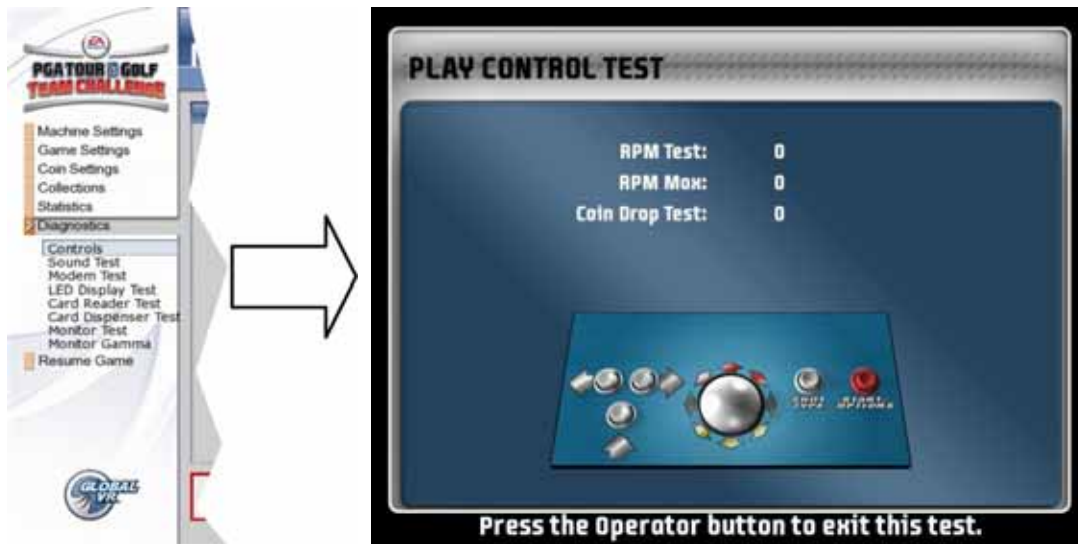 EA
PGA TOUR GOLF
TEAM CHALLENGE
Machine Settings
Game Settings
Coin Settings
Collections
Statistics
Diagnostics
Controls
Sound Test
Modem Test
LED Display Test
Card Reader Test
Card Dispenser Test
Monitor Test
Monitor Gamma
Resume Game
GLOBAL
VR
PLAY CONTROL TEST
RPM Test: 0
RPM Max: 0
Coin Drop Test: 0
SHOT
TYPE
START
OPTIONS
Press the Operator button to exit this test.